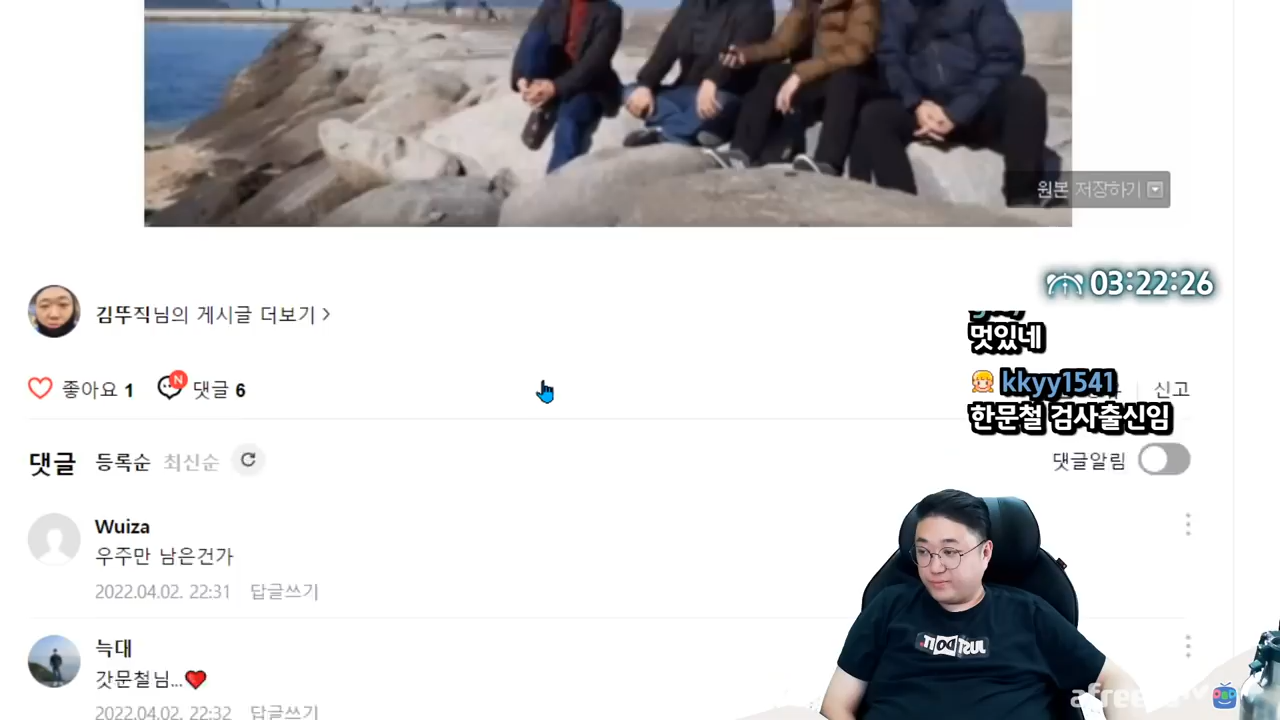 원본 저장하기
03:22:26
멋있네
김뚜직님의 게시글 더보기 >
kkyy1541
한문철 검사출신임
좋아요 1
N
댓글 6
신고
댓글 등록순 최신순
댓글알림
Wuiza
우주만 남은건가
2022.04.02. 22:31 답글쓰기
늑대
갓문철님...❤
2022.04.02. 22:32 답글쓰기
JUST DO IT.